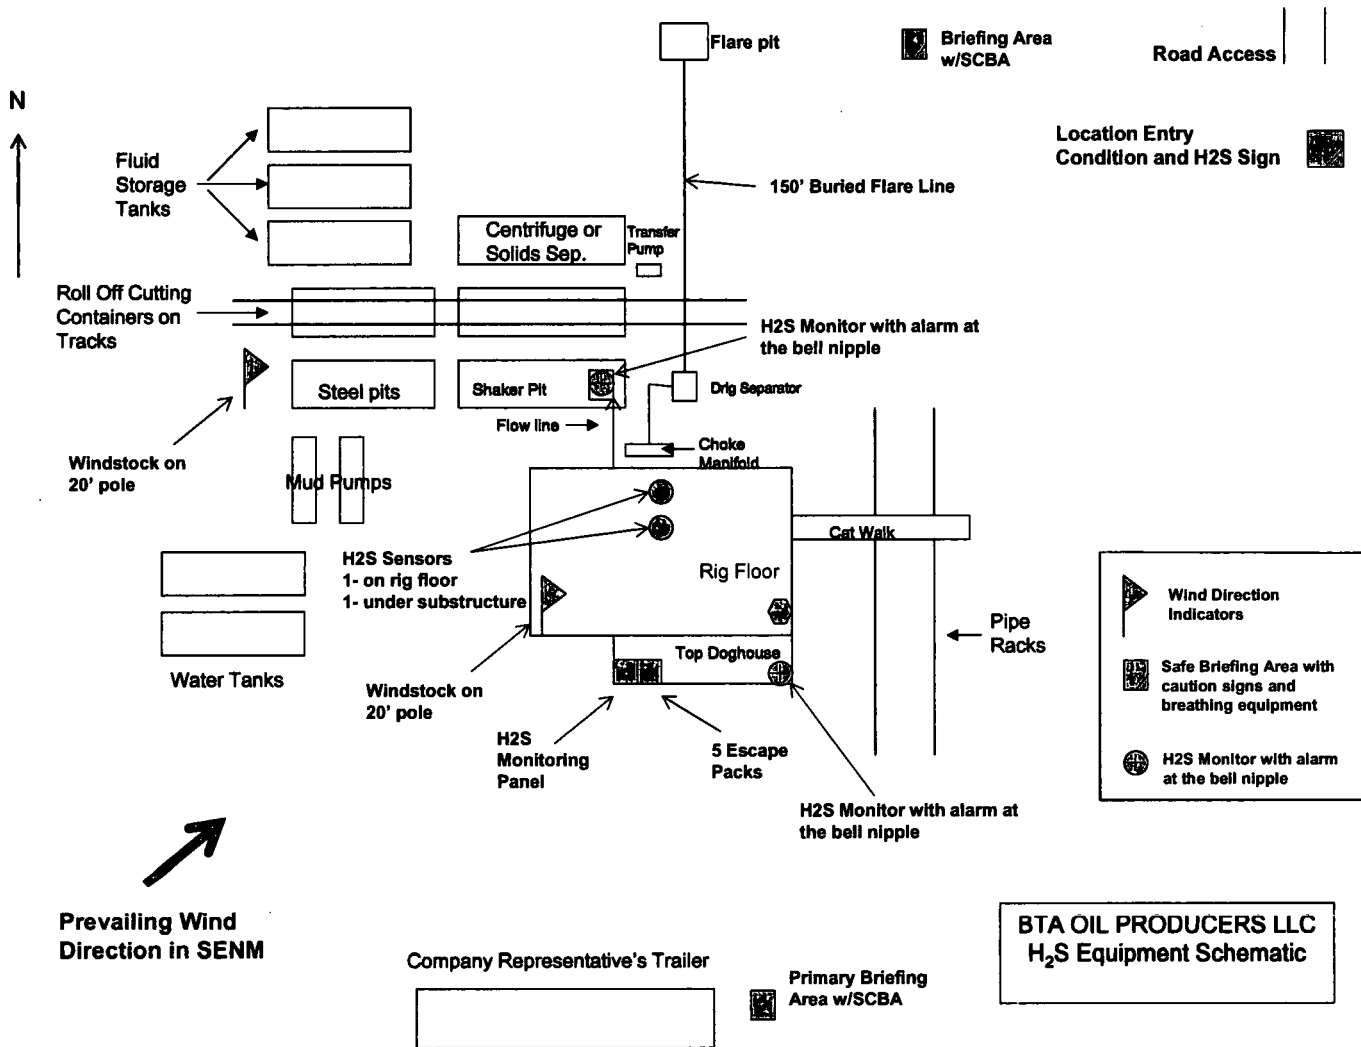 Flare pit
Briefing Area
w/SCBA
Road Access
N
Location Entry
Condition and H2S Sign
Fluid
Storage
Tanks
150' Buried Flare Line
Centrifuge or
Solids Sep.
Transfer
Pump
Roll Off Cutting
Containers on
Tracks
H2S Monitor with alarm at
the bell nipple
Steel pits
Shaker Pit
Drlg Separator
Flow line
Choke
Manifold
Windstock on
20' pole
Mud Pumps
Cat Walk
H2S Sensors
1- on rig floor
1- under substructure
Rig Floor
Wind Direction
Indicators
Pipe
Racks
Top Doghouse
Safe Briefing Area with
caution signs and
breathing equipment
Water Tanks
Windstock on
20' pole
H2S
Monitoring
Panel
5 Escape
Packs
H2S Monitor with alarm
at the bell nipple
H2S Monitor with alarm at
the bell nipple
Prevailing Wind
Direction in SENM
BTA OIL PRODUCERS LLC
H₂S Equipment Schematic
Company Representative's Trailer
Primary Briefing
Area w/SCBA